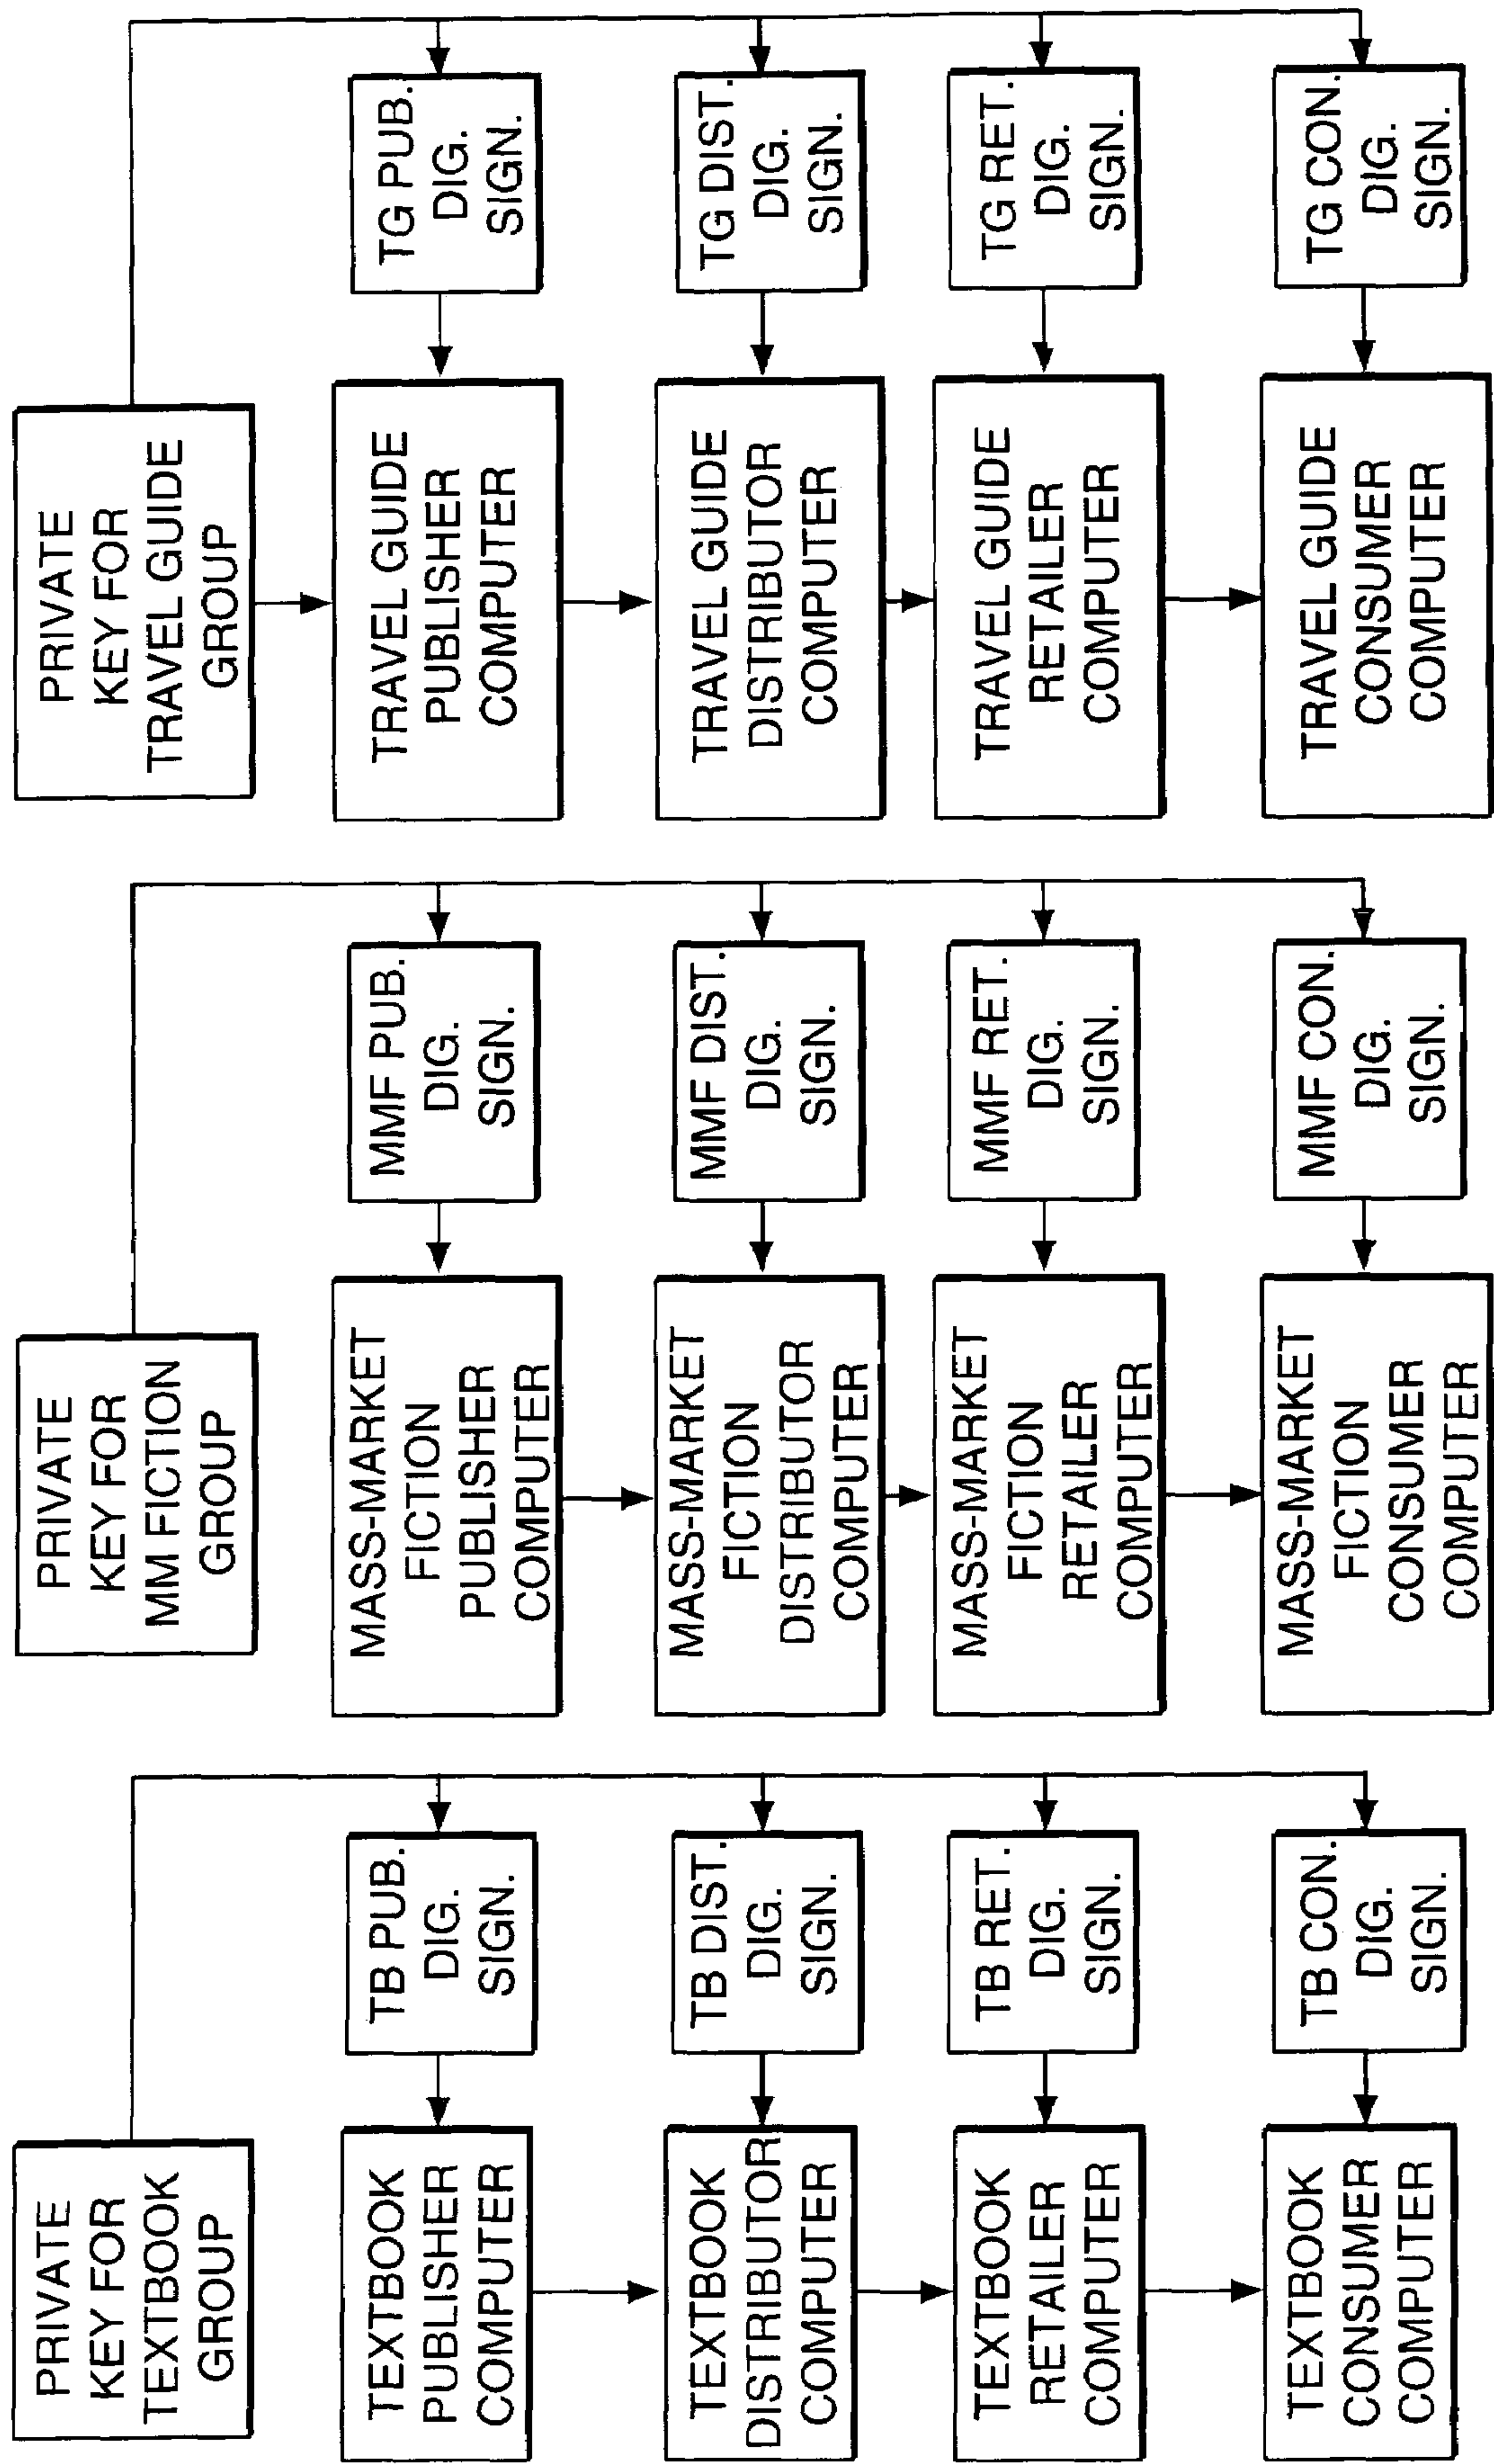 PRIVATE
KEY FOR
TEXTBOOK
GROUP
TEXTBOOK
PUBLISHER
COMPUTER
TB PUB.
DIG.
SIGN.
TEXTBOOK
DISTRIBUTOR
COMPUTER
TB DIST.
DIG.
SIGN.
TEXTBOOK
RETAILER
COMPUTER
TB RET.
DIG.
SIGN.
TEXTBOOK
CONSUMER
COMPUTER
TB CON.
DIG.
SIGN.
PRIVATE
KEY FOR
MM FICTION
GROUP
MASS-MARKET
FICTION
PUBLISHER
COMPUTER
MMF PUB.
DIG.
SIGN.
MASS-MARKET
FICTION
DISTRIBUTOR
COMPUTER
MMF DIST.
DIG.
SIGN.
MASS-MARKET
FICTION
RETAILER
COMPUTER
MMF RET.
DIG.
SIGN.
MASS-MARKET
FICTION
CONSUMER
COMPUTER
MMF CON.
DIG.
SIGN.
PRIVATE
KEY FOR
TRAVEL GUIDE
GROUP
TRAVEL GUIDE
PUBLISHER
COMPUTER
TG PUB.
DIG.
SIGN.
TRAVEL GUIDE
DISTRIBUTOR
COMPUTER
TG DIST.
DIG.
SIGN.
TRAVEL GUIDE
RETAILER
COMPUTER
TG RET.
DIG.
SIGN.
TRAVEL GUIDE
CONSUMER
COMPUTER
TG CON.
DIG.
SIGN.